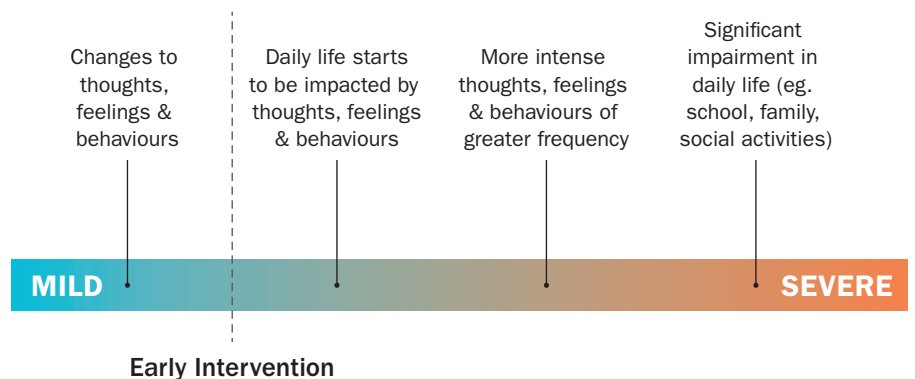 Changes to
thoughts,
feelings &
behaviours
Daily life starts
to be impacted by
thoughts, feelings
& behaviours
More intense
thoughts, feelings
& behaviours of
greater frequency
Significant
impairment in
daily life (eg.
school, family,
social activities)
MILD
SEVERE
Early Intervention